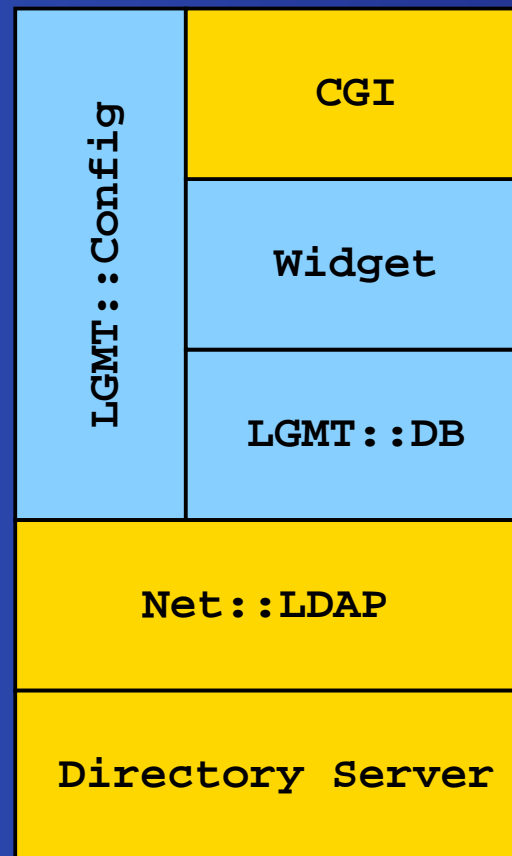 LGMT::Config
CGI
Widget
LGMT::DB
Net::LDAP
Directory Server